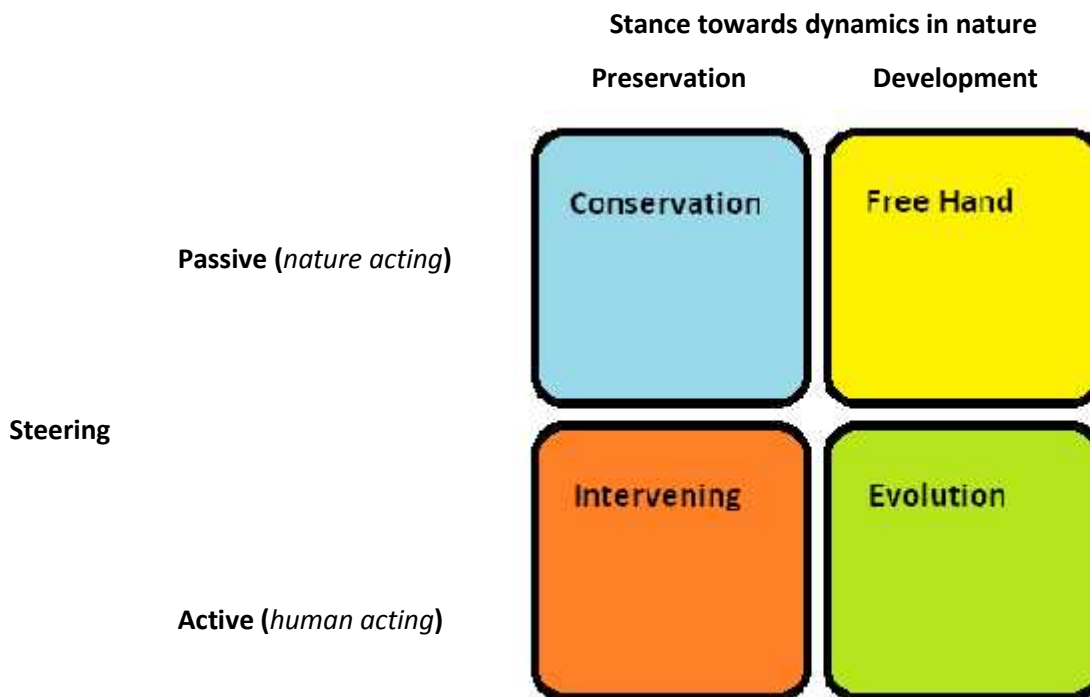 Stance towards dynamics in nature
Preservation Development
Conservation Free Hand
Passive (nature acting)
Steering
Intervening Evolution
Active (human acting)